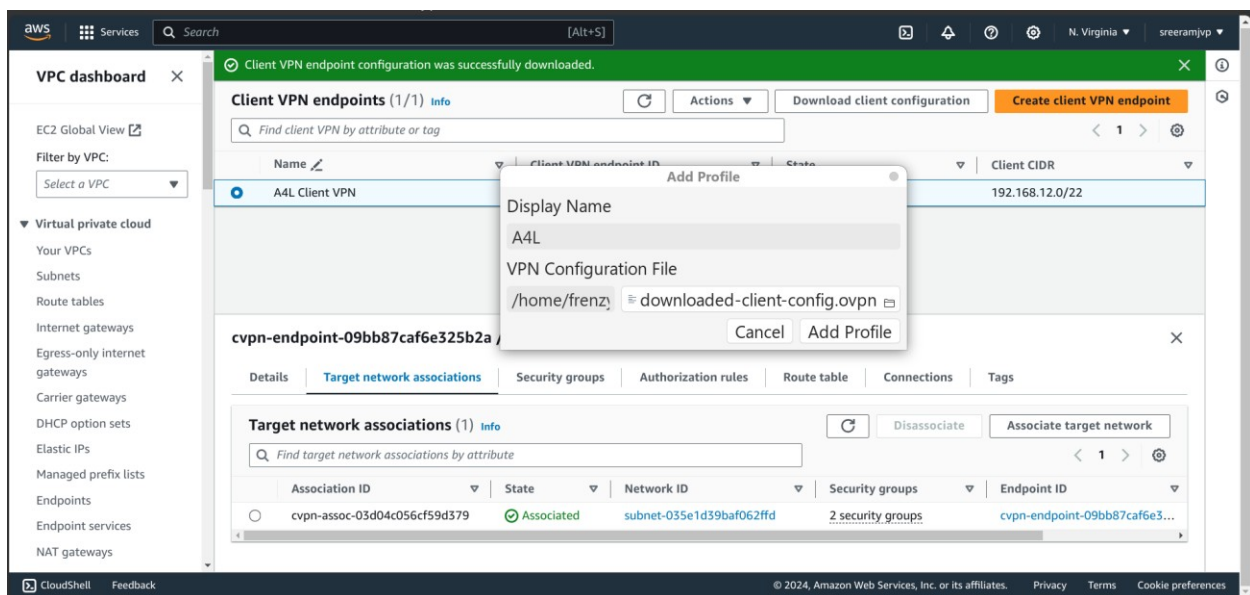 aws Services Search [Alt+S] N. Virginia ▼ sreeramjvp ▼
VPC dashboard
EC2 Global View
Filter by VPC:
Select a VPC
Virtual private cloud
Your VPCs
Subnets
Route tables
Internet gateways
Egress-only internet
gateways
Carrier gateways
DHCP option sets
Elastic IPs
Managed prefix lists
Endpoints
Endpoint services
NAT gateways
Client VPN endpoint configuration was successfully downloaded.
Client VPN endpoints (1/1) Info Actions ▼ Download client configuration Create client VPN endpoint
Find client VPN by attribute or tag 1
Name Client VPN endpoint ID State Client CIDR
A4L Client VPN 192.168.12.0/22
Add Profile
Display Name
A4L
VPN Configuration File
/home/frenzy downloaded-client-config.ovpn
Cancel Add Profile
cvpn-endpoint-09bb87caf6e325b2a /
Details Target network associations Security groups Authorization rules Route table Connections Tags
Target network associations (1) Info Disassociate Associate target network
Find target network associations by attribute 1
Association ID State Network ID Security groups Endpoint ID
cvpn-assoc-03d04c056cf59d379 Associated subnet-035e1d39baf062ffd 2 security groups cvpn-endpoint-09bb87caf6e3...
CloudShell Feedback © 2024, Amazon Web Services, Inc. or its affiliates. Privacy Terms Cookie preferences